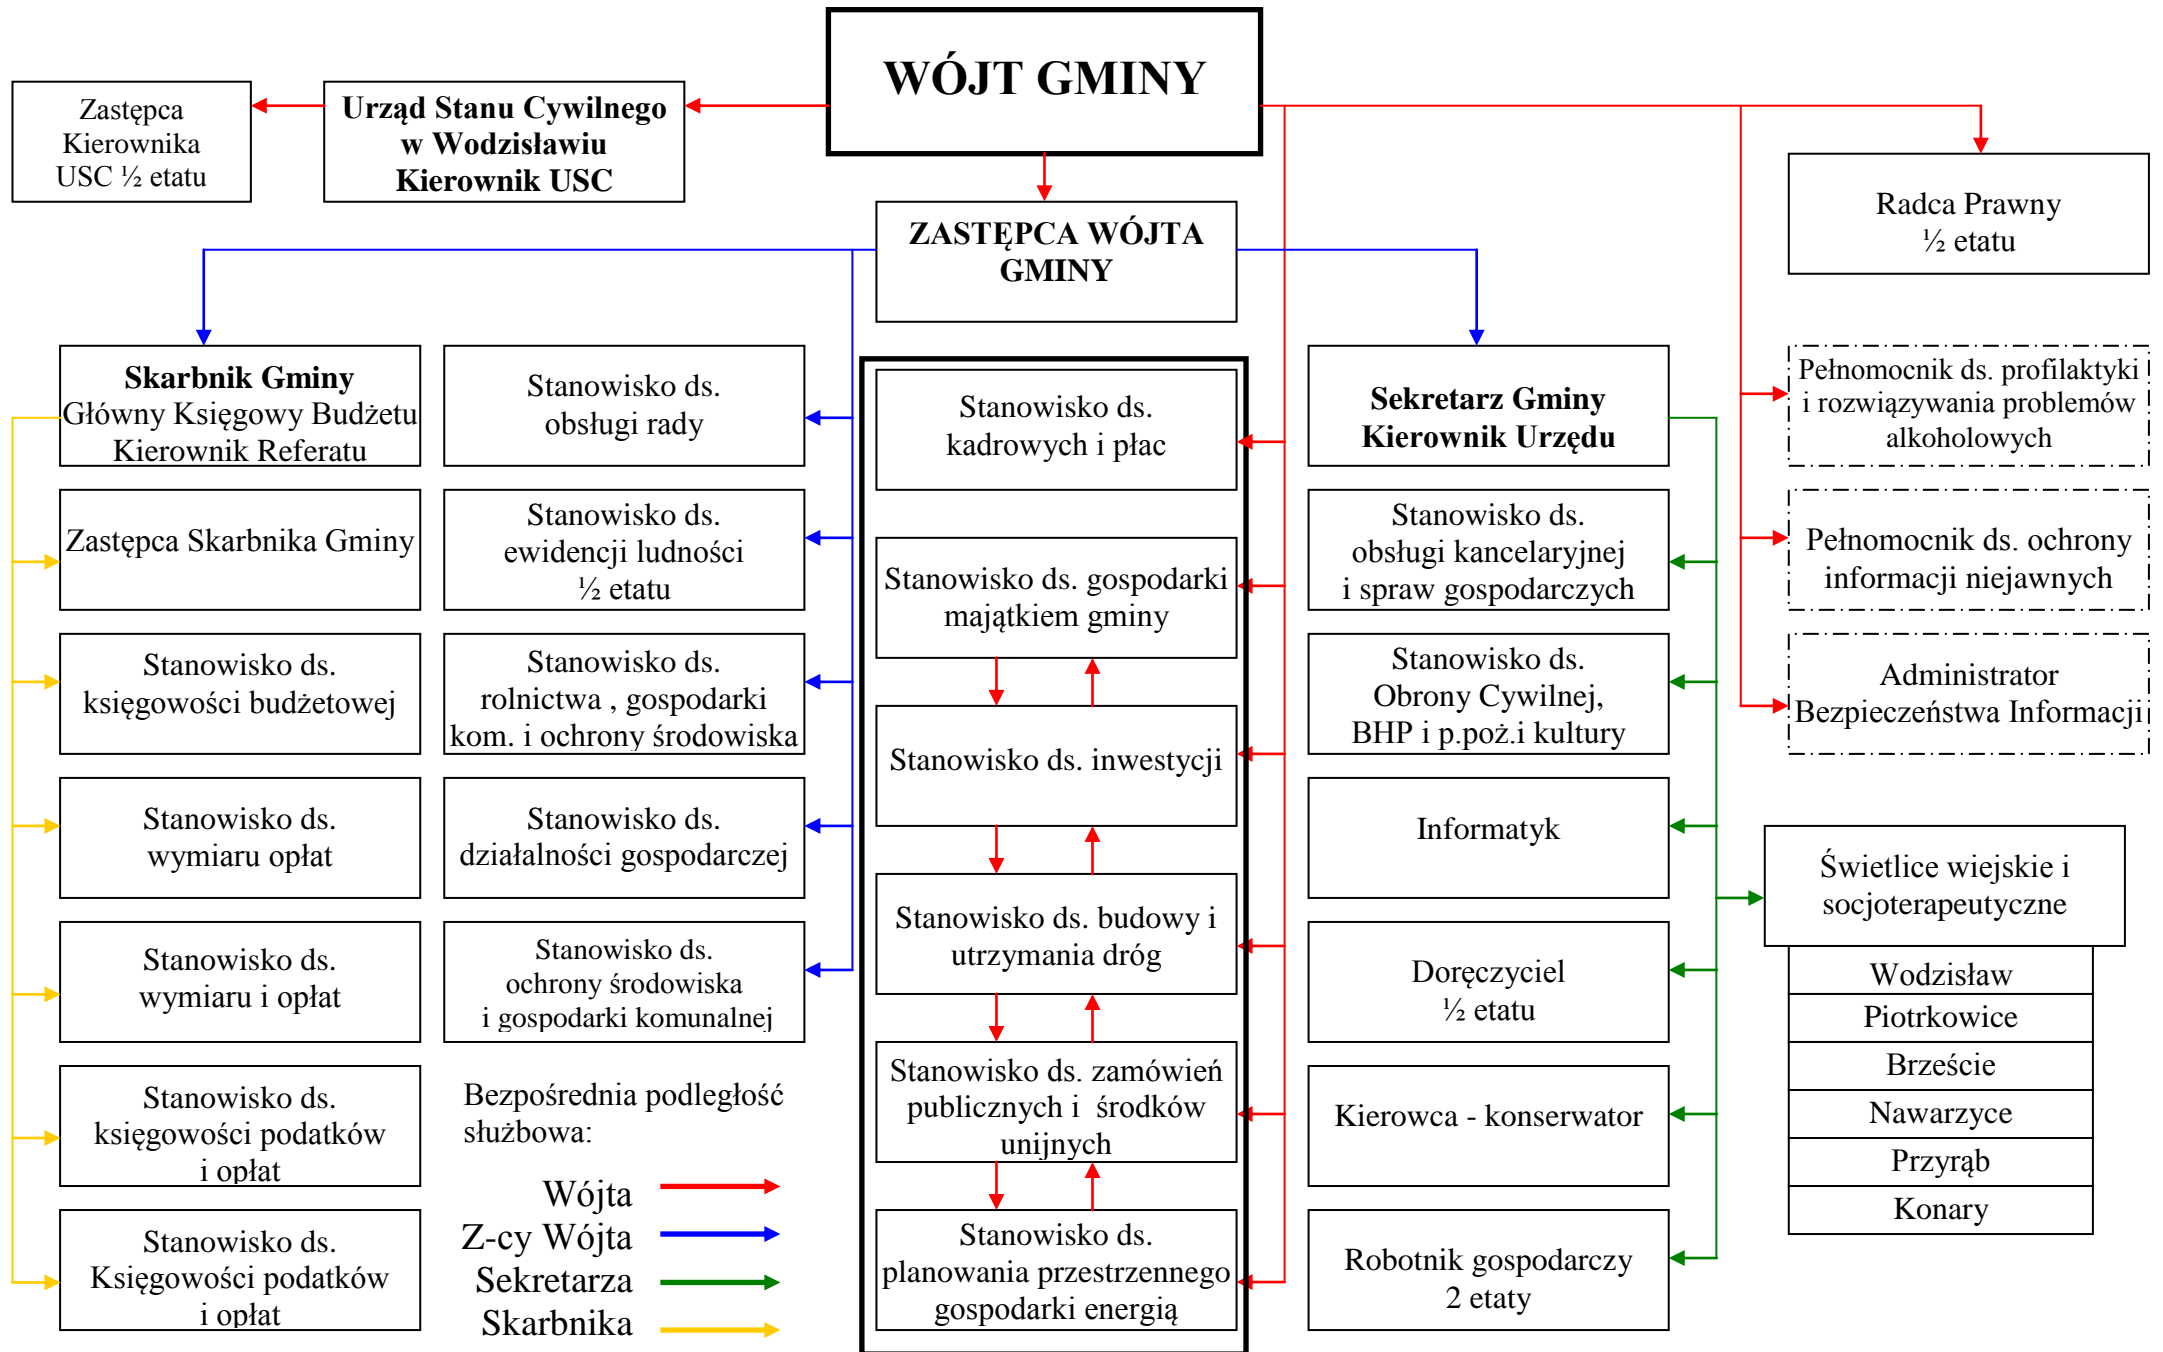 WÓJT GMINY
Zastępca
Kierownika
USC ½ etatu
Urząd Stanu Cywilnego
w Wodzisławiu
Kierownik USC
Radca Prawny
½ etatu
ZASTĘPCA WÓJTA
GMINY
Skarbnik Gminy
Główny Księgowy Budżetu
Kierownik Referatu
Zastępca Skarbnika Gminy
Stanowisko ds.
księgowości budżetowej
Stanowisko ds.
wymiaru opłat
Stanowisko ds.
wymiaru i opłat
Stanowisko ds.
księgowości podatków
i opłat
Stanowisko ds.
Księgowości podatków
i opłat
Stanowisko ds.
obsługi rady
Stanowisko ds.
ewidencji ludności
½ etatu
Stanowisko ds.
rolnictwa , gospodarki
kom. i ochrony środowiska
Stanowisko ds.
działalności gospodarczej
Stanowisko ds.
ochrony środowiska
i gospodarki komunalnej
Bezpośrednia podległość
służbowa:
Wójta
Z-cy Wójta
Sekretarza
Skarbnika
Stanowisko ds.
kadrowych i płac
Stanowisko ds. gospodarki
majątkiem gminy
Stanowisko ds. inwestycji
Stanowisko ds. budowy i
utrzymania dróg
Stanowisko ds. zamówień
publicznych i środków
unijnych
Stanowisko ds.
planowania przestrzennego
gospodarki energią
Sekretarz Gminy
Kierownik Urzędu
Stanowisko ds.
obsługi kancelaryjnej
i spraw gospodarczych
Stanowisko ds.
Obrony Cywilnej,
BHP i p.poż.i kultury
Informatyk
Doręczyciel
½ etatu
Kierowca - konserwator
Robotnik gospodarczy
2 etaty
Pełnomocnik ds. profilaktyki
i rozwiązywania problemów
alkoholowych
Pełnomocnik ds. ochrony
informacji niejawnych
Administrator
Bezpieczeństwa Informacji
Świetlice wiejskie i
socjoterapeutyczne
Wodzisław
Piotrkowice
Brzeście
Nawarzyce
Przyrąb
Konary